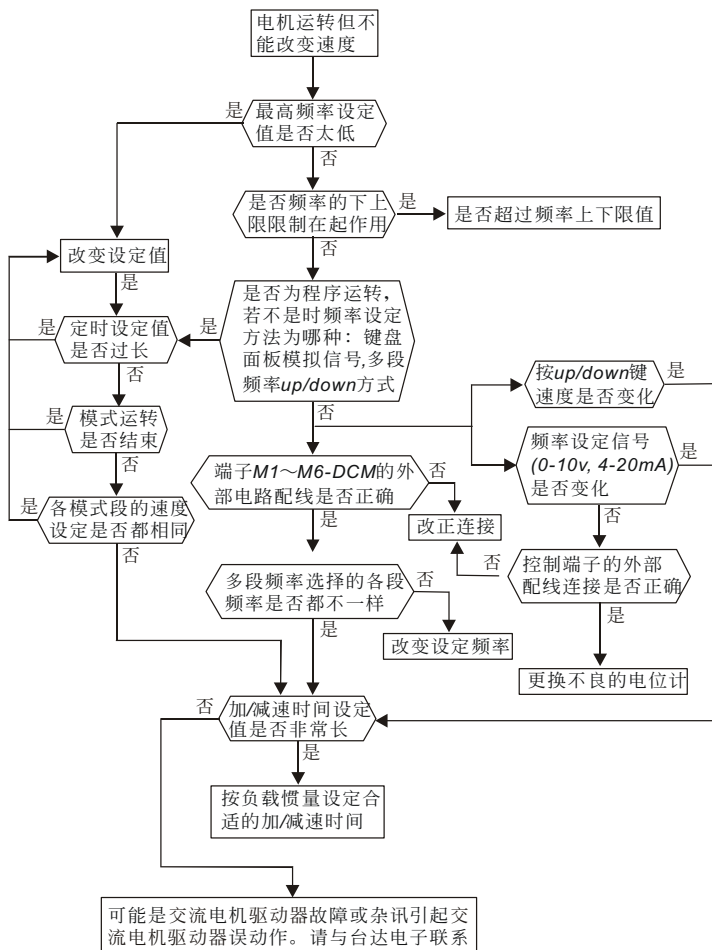 电机运转但不
能改变速度
是
最高频率设定
值是否太低
否
是否频率的下上
限限制在起作用
是
是否超过频率上下限值
否
改变设定值
是
是否为程序运转，
若不是时频率设定
方法为哪种：键盘
面板模拟信号,多段
频率up/down方式
是
定时设定值
是否过长
是
否
否
按up/down键
速度是否变化
是
是
模式运转
是否结束
否
频率设定信号
(0-10v, 4-20mA)
是否变化
是
端子M1～M6-DCM的外
部电路配线是否正确
否
是
改正连接
否
是
各模式段的速度
设定是否都相同
否
否
控制端子的外部
配线连接是否正确
是
多段频率选择的各段
频率是否都不一样
否
是
改变设定频率
更换不良的电位计
否
加/减速时间设定
值是否非常长
是
按负载惯量设定合
适的加/减速时间
可能是交流电机驱动器故障或杂讯引起交
流电机驱动器误动作。请与台达电子联系